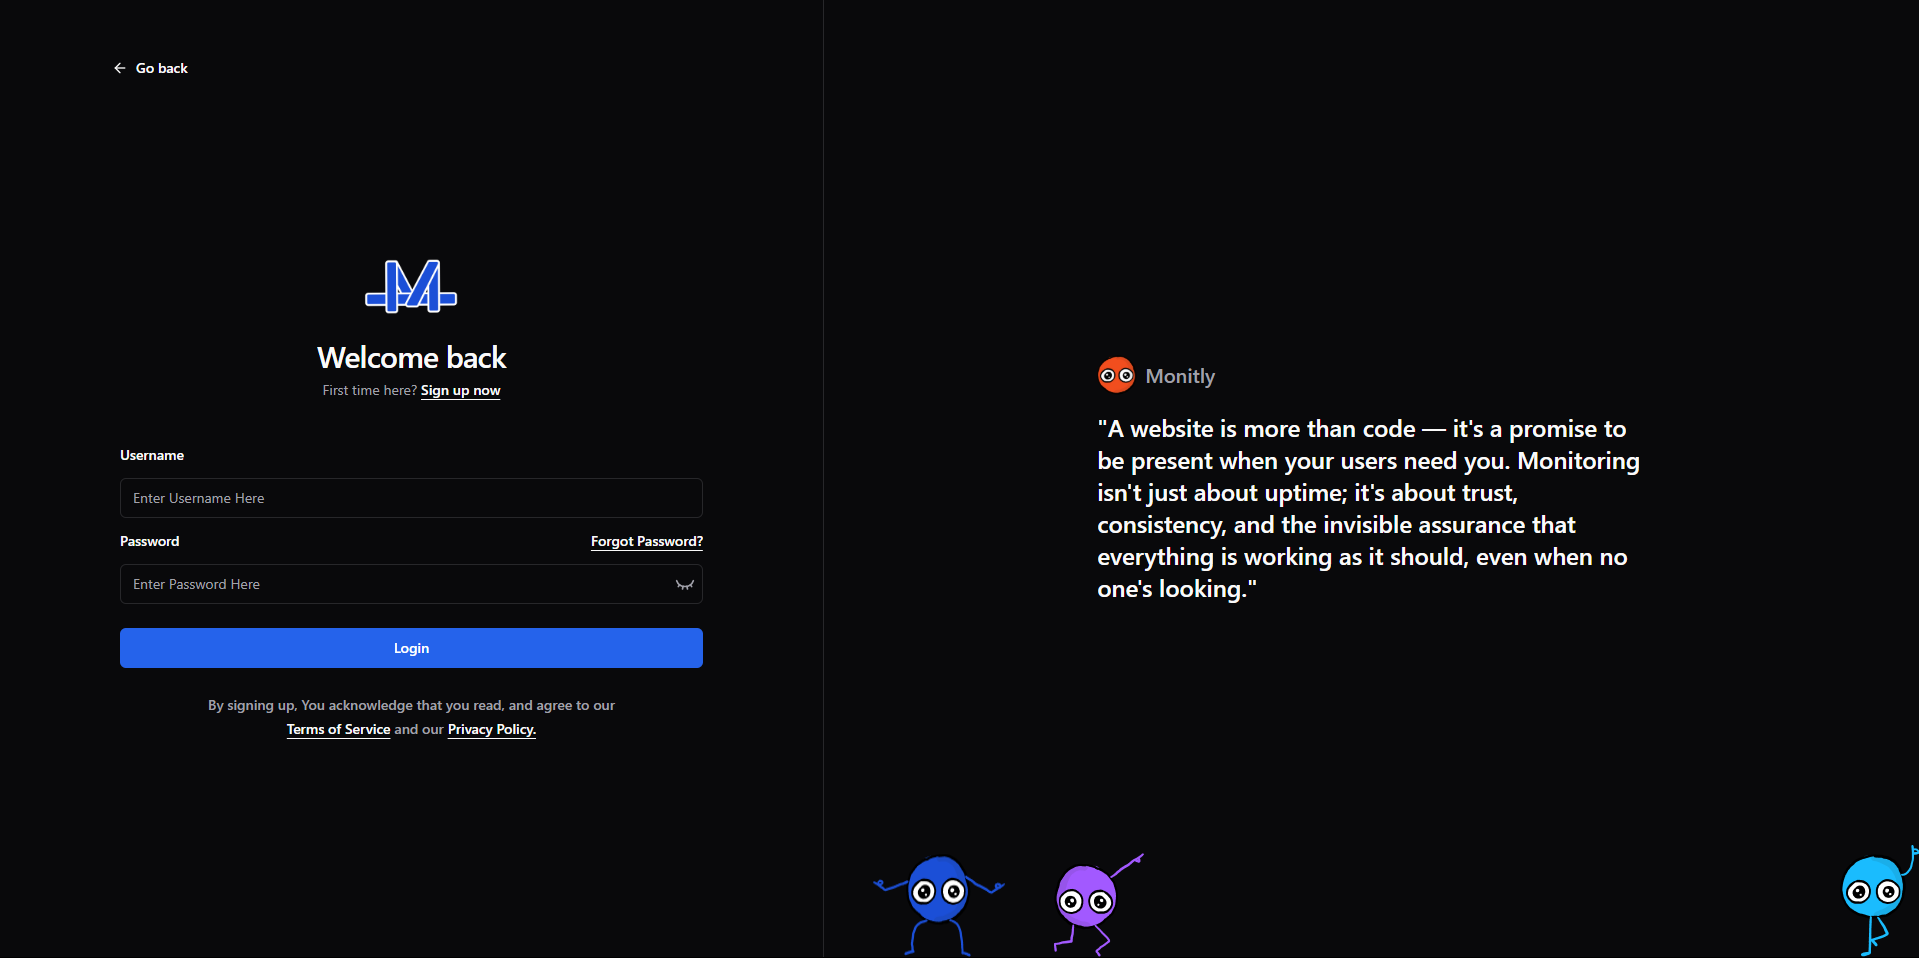 Go back
M
Welcome back
First time here? Sign up now
Username
Enter Username Here
Password
Forgot Password?
Enter Password Here
Login
By signing up, You acknowledge that you read, and agree to our
Terms of Service and our Privacy Policy.
Monitly
"A website is more than code — it's a promise to
be present when your users need you. Monitoring
isn't just about uptime; it's about trust,
consistency, and the invisible assurance that
everything is working as it should, even when no
one's looking."